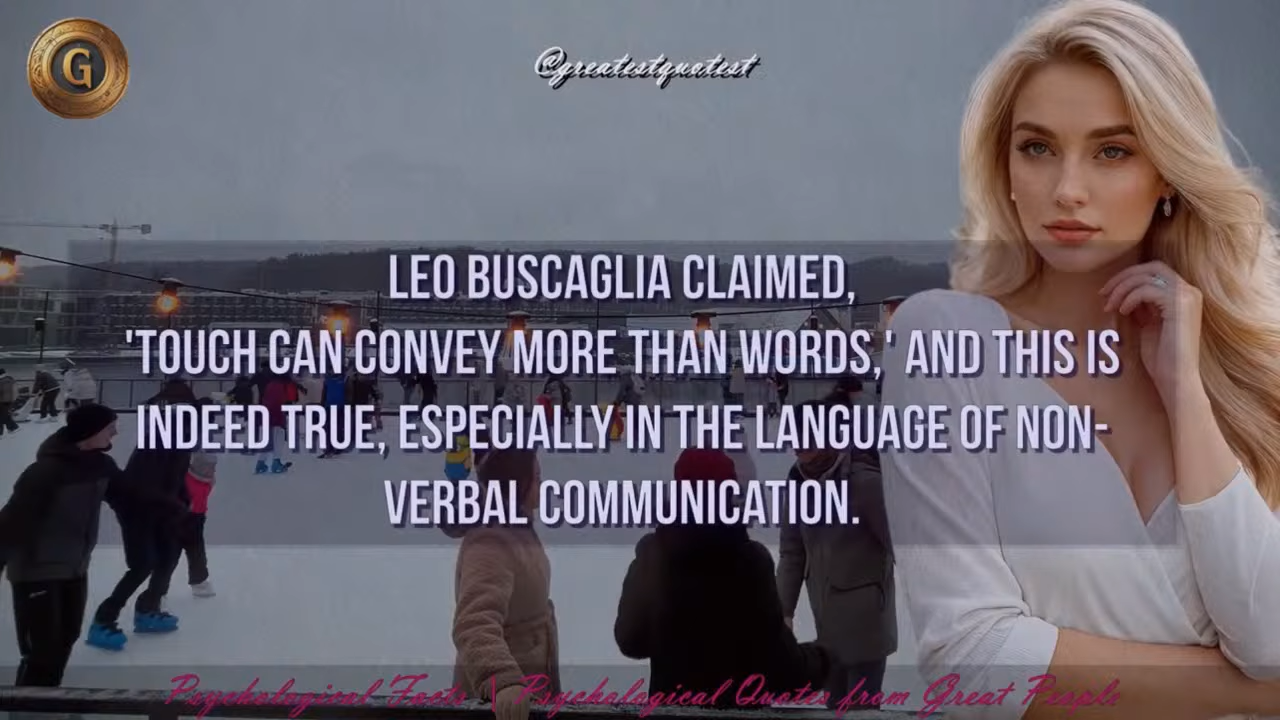 G
@greatestquotest
LEO BUSCAGLIA CLAIMED,
'TOUCH CAN CONVEY MORE THAN WORDS,' AND THIS IS
INDEED TRUE, ESPECIALLY IN THE LANGUAGE OF NON-
VERBAL COMMUNICATION.
Psychological Facts | Psychological Quotes from Great People